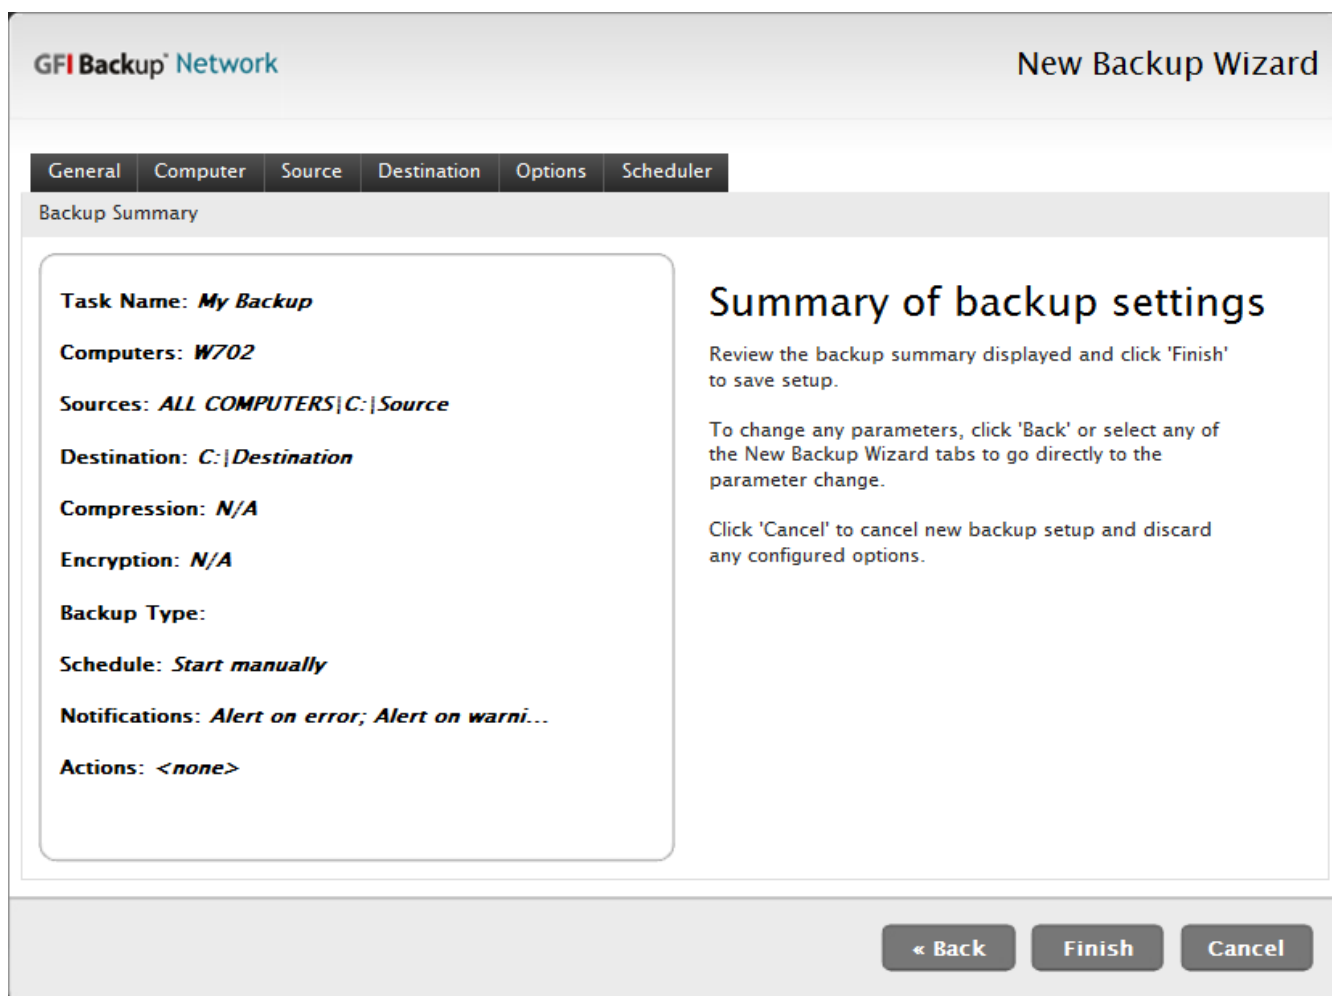 GFI Backup™ Network
New Backup Wizard
General Computer Source Destination Options Scheduler
Backup Summary
Task Name: My Backup
Computers: W702
Sources: ALL COMPUTERS|C:|Source
Destination: C:|Destination
Compression: N/A
Encryption: N/A
Backup Type:
Schedule: Start manually
Notifications: Alert on error; Alert on warni...
Actions: <none>
Summary of backup settings
Review the backup summary displayed and click 'Finish'
to save setup.
To change any parameters, click 'Back' or select any of
the New Backup Wizard tabs to go directly to the
parameter change.
Click 'Cancel' to cancel new backup setup and discard
any configured options.
« Back Finish Cancel